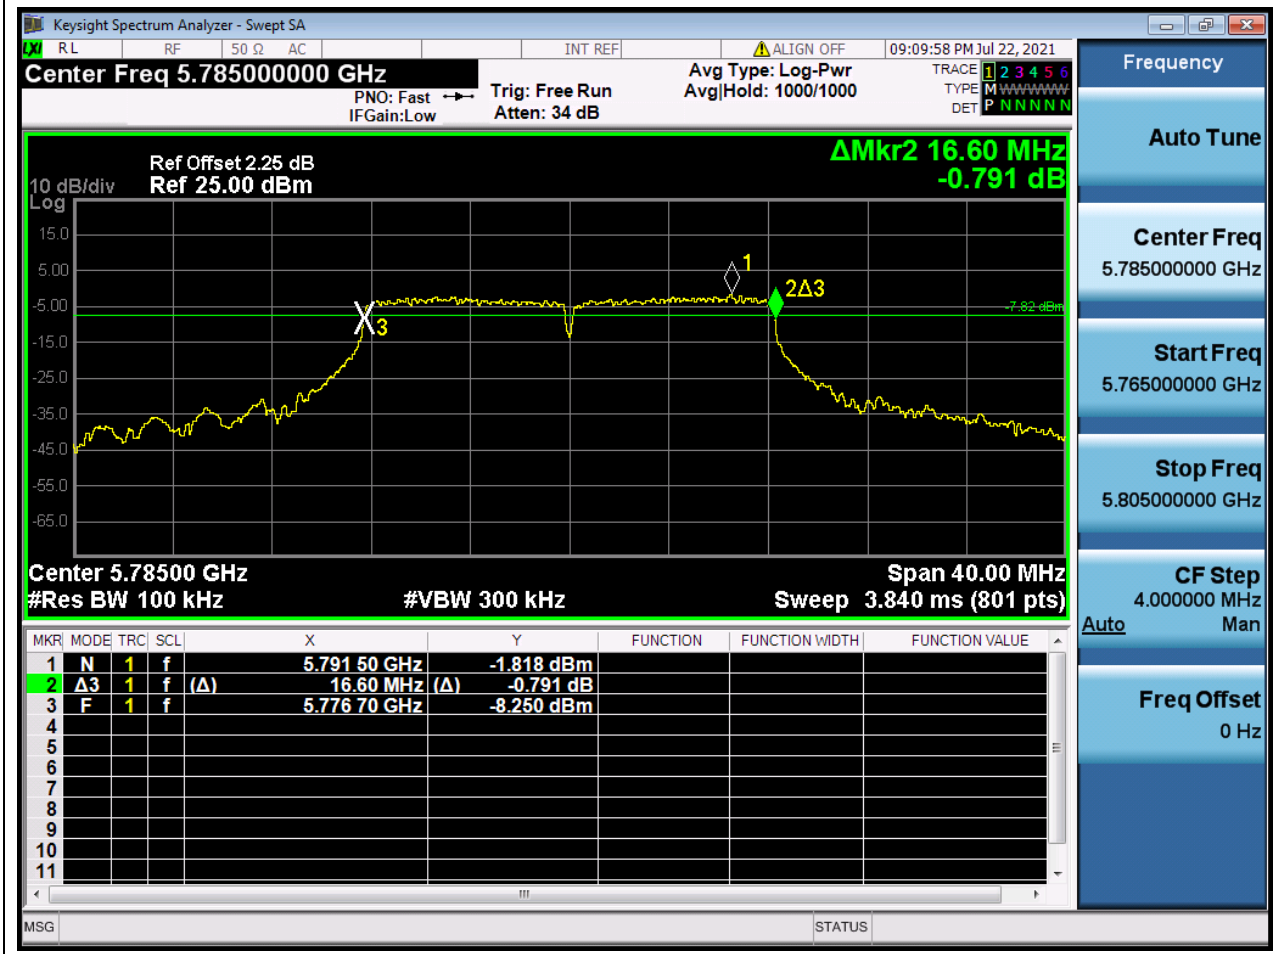 Keysight Spectrum Analyzer - Swept SA
LXI RL RF 50 Ω AC INT REF ALIGN OFF 09:09:58 PM Jul 22, 2021
Center Freq 5.785000000 GHz
PNO: Fast
IFGain:Low
Trig: Free Run
Atten: 34 dB
Avg Type: Log-Pwr
Avg|Hold: 1000/1000
TRACE 1 2 3 4 5 6
TYPE M WWWWW
DET P N N N N N
ΔMkr2 16.60 MHz
-0.791 dB
Ref Offset 2.25 dB
10 dB/div Ref 25.00 dBm
Log
15.0
5.00
-5.00
-15.0
-25.0
-35.0
-45.0
-55.0
-65.0
1
2Δ3
3
-7.82 dBm
Center 5.78500 GHz Span 40.00 MHz
#Res BW 100 kHz #VBW 300 kHz Sweep 3.840 ms (801 pts)
MKR MODE TRC SCL X Y FUNCTION FUNCTION WIDTH FUNCTION VALUE
1 N 1 f 5.791 50 GHz -1.818 dBm
2 Δ3 1 f (Δ) 16.60 MHz (Δ) -0.791 dB
3 F 1 f 5.776 70 GHz -8.250 dBm
4
5
6
7
8
9
10
11
MSG STATUS
Frequency
Auto Tune
Center Freq
5.785000000 GHz
Start Freq
5.765000000 GHz
Stop Freq
5.805000000 GHz
CF Step
4.000000 MHz
Auto Man
Freq Offset
0 Hz